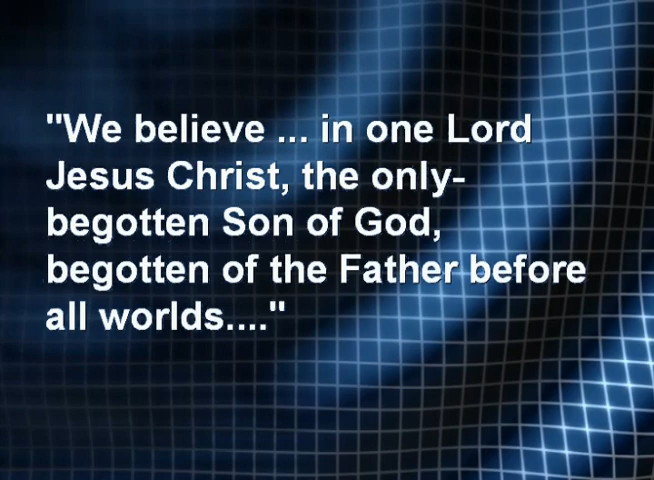 "We believe ... in one Lord
Jesus Christ, the only-
begotten Son of God,
begotten of the Father before
all worlds...."